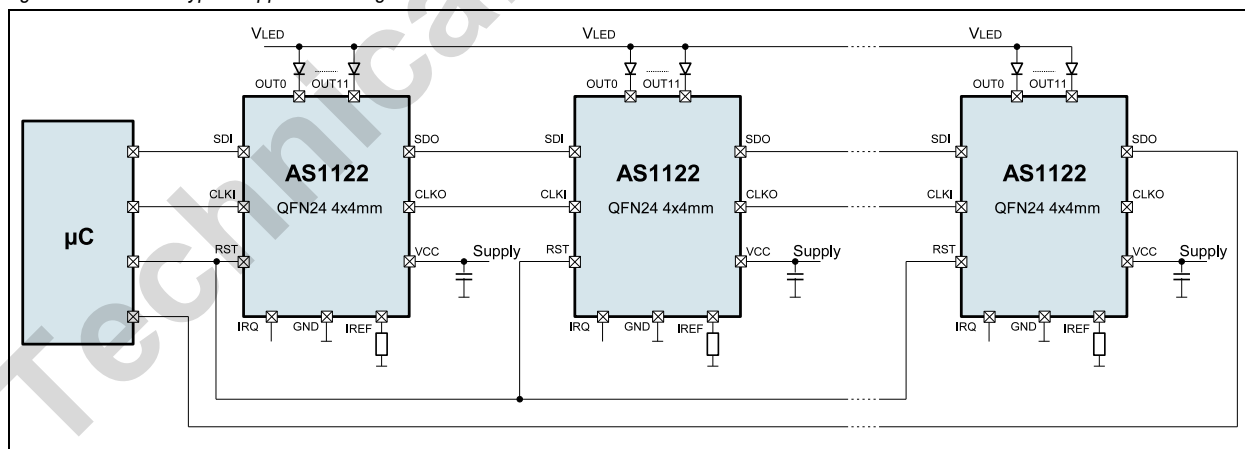 VLED VLED VLED
OUT0 OUT11 OUT0 OUT11 OUT0 OUT11
SDI SDO SDI SDO SDI SDO
AS1122 AS1122 AS1122
CLKI CLKO CLKI CLKO CLKI CLKO
QFN24 4x4mm QFN24 4x4mm QFN24 4x4mm
µC
RST VCC Supply RST VCC Supply RST VCC Supply
IRQ GND IREF IRQ GND IREF IRQ GND IREF
Technical